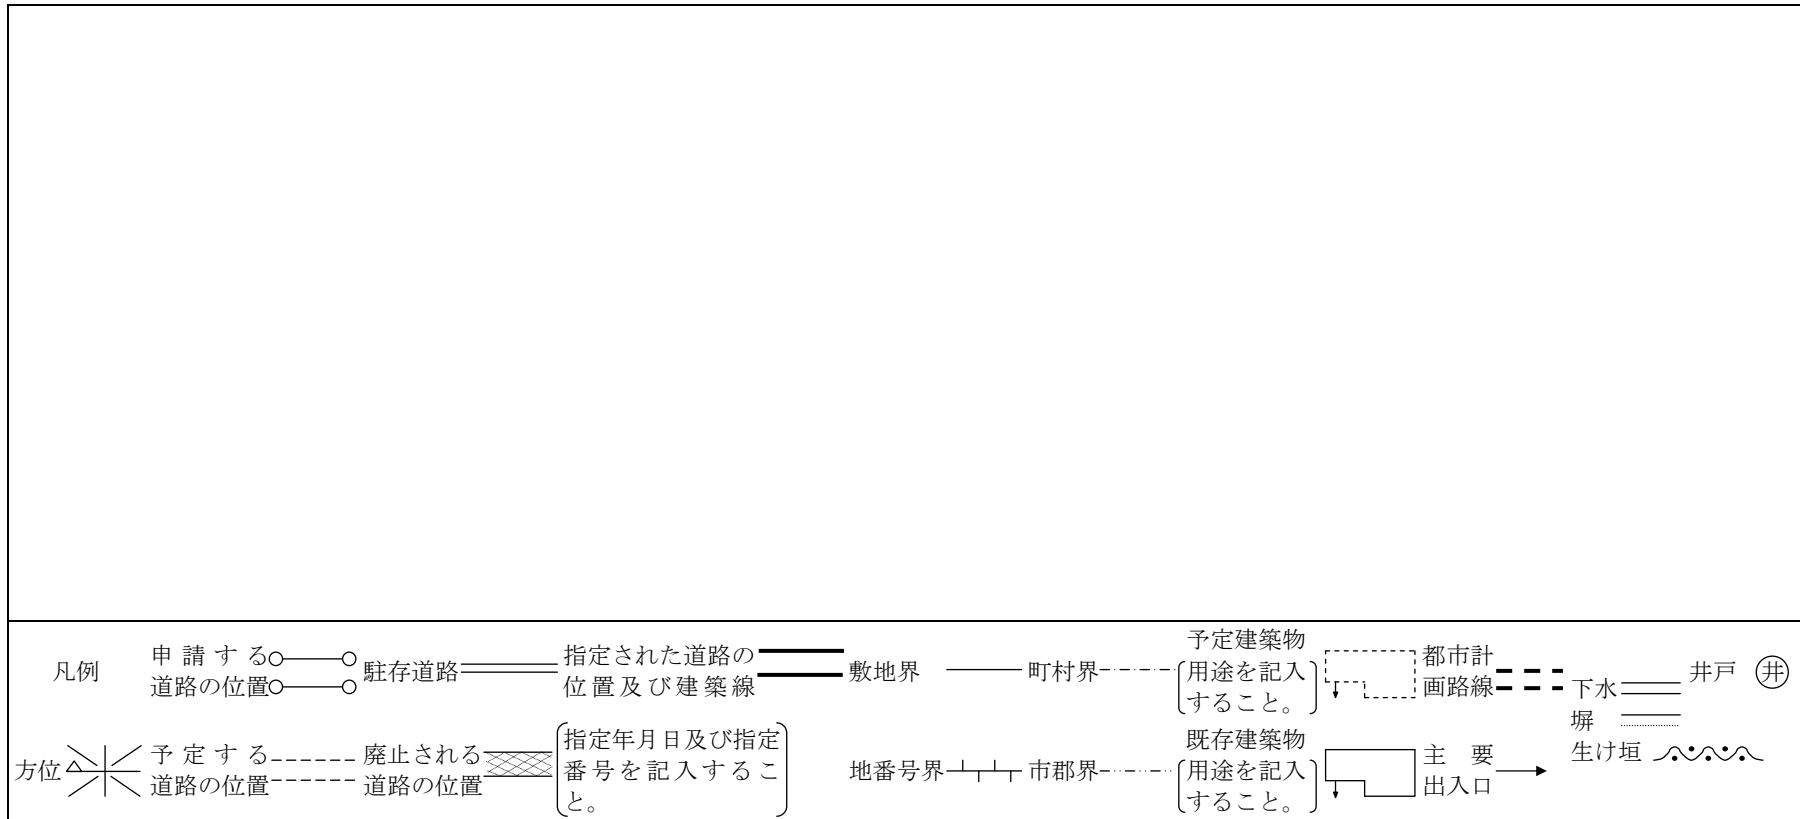 凡例
申請する
道路の位置
駐存道路
指定された道路の
位置及び建築線
敷地界
町村界
予定建築物
用途を記入
すること。
都市計
画路線
下水
塀
生け垣
井戸 井
方位
予定する
道路の位置
廃止される
道路の位置
指定年月日及び指定
番号を記入するこ
と。
地番号界
市郡界
既存建築物
用途を記入
すること。
主要
出入口